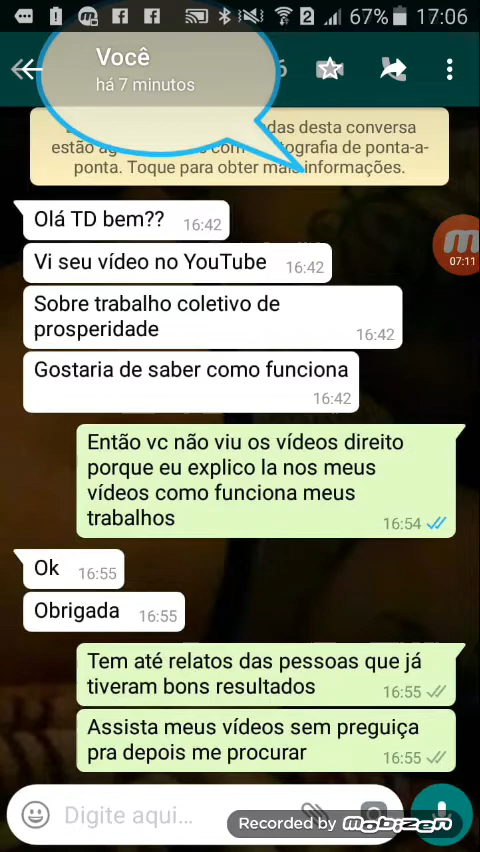 67% 17:06
Você
há 7 minutos
6
das desta conversa
estão com tografia de ponta-a-
ponta. Toque para obter mais informações.
Olá TD bem?? 16:42
Vi seu vídeo no YouTube 16:42
Sobre trabalho coletivo de
prosperidade 16:42
Gostaria de saber como funciona
16:42
Então vc não viu os vídeos direito
porque eu explico la nos meus
vídeos como funciona meus
trabalhos 16:54
Ok 16:55
Obrigada 16:55
Tem até relatos das pessoas que já
tiveram bons resultados 16:55
Assista meus vídeos sem preguiça
pra depois me procurar 16:55
07:11
Digite aqui...
Recorded by mobizen